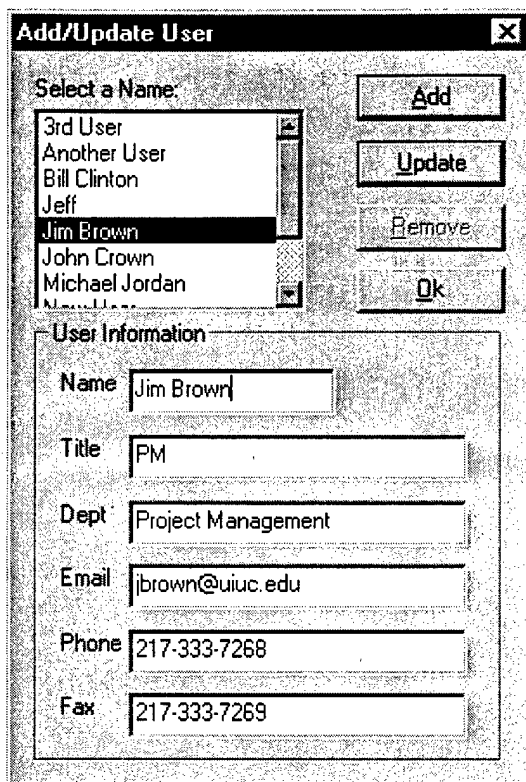 Add/Update User
Select a Name:
3rd User
Another User
Bill Clinton
Jeff
Jim Brown
John Crown
Michael Jordan
Add
Update
Remove
Ok
User Information
Name Jim Brown
Title PM
Dept Project Management
Email jbrown@uiuc.edu
Phone 217-333-7268
Fax 217-333-7269